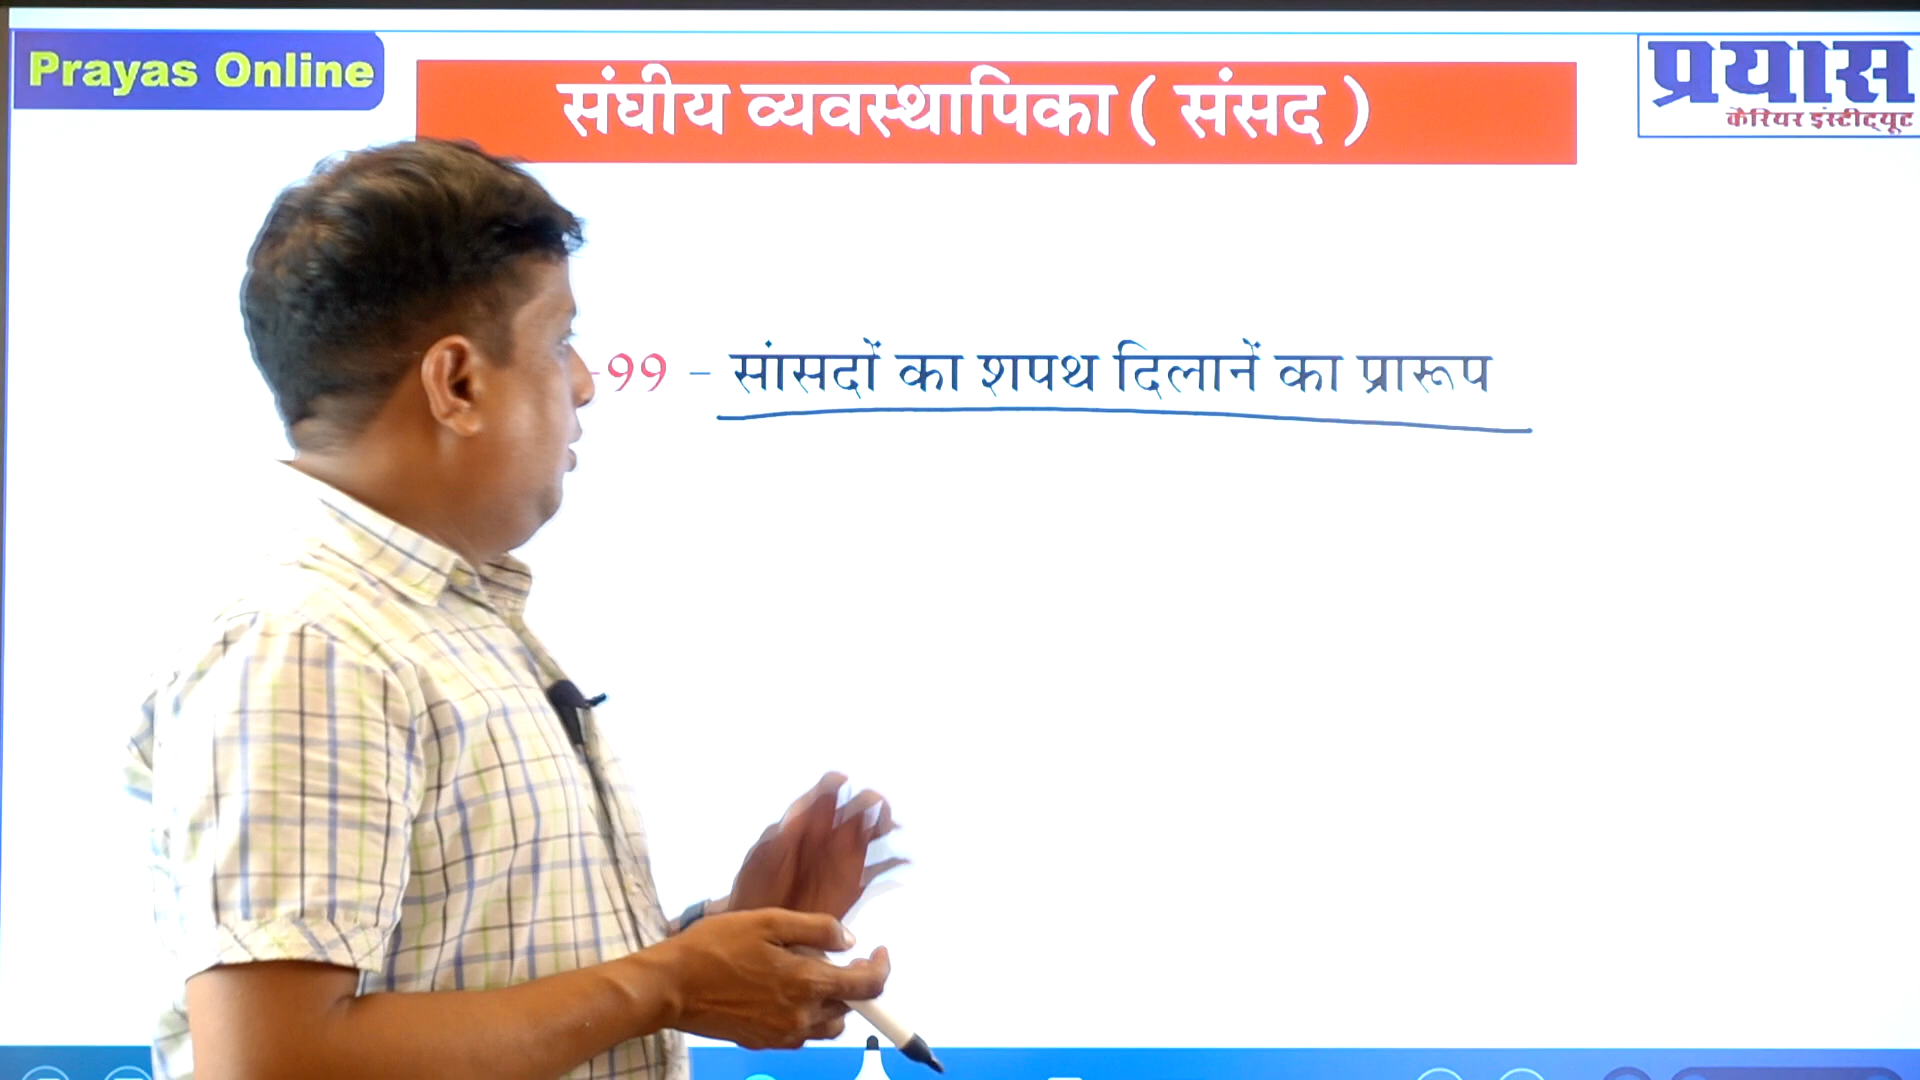 Prayas Online
संघीय व्यवस्थापिका ( संसद )
प्रयास
कैरियर इंस्टीट्यूट
-99 – सांसदों का शपथ दिलानें का प्रारूप